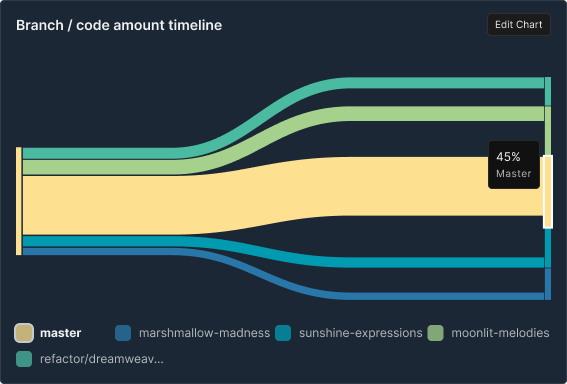 Branch / code amount timeline
Edit Chart
45%
Master
master
marshmallow-madness
sunshine-expressions
moonlit-melodies
refactor/dreamweav...